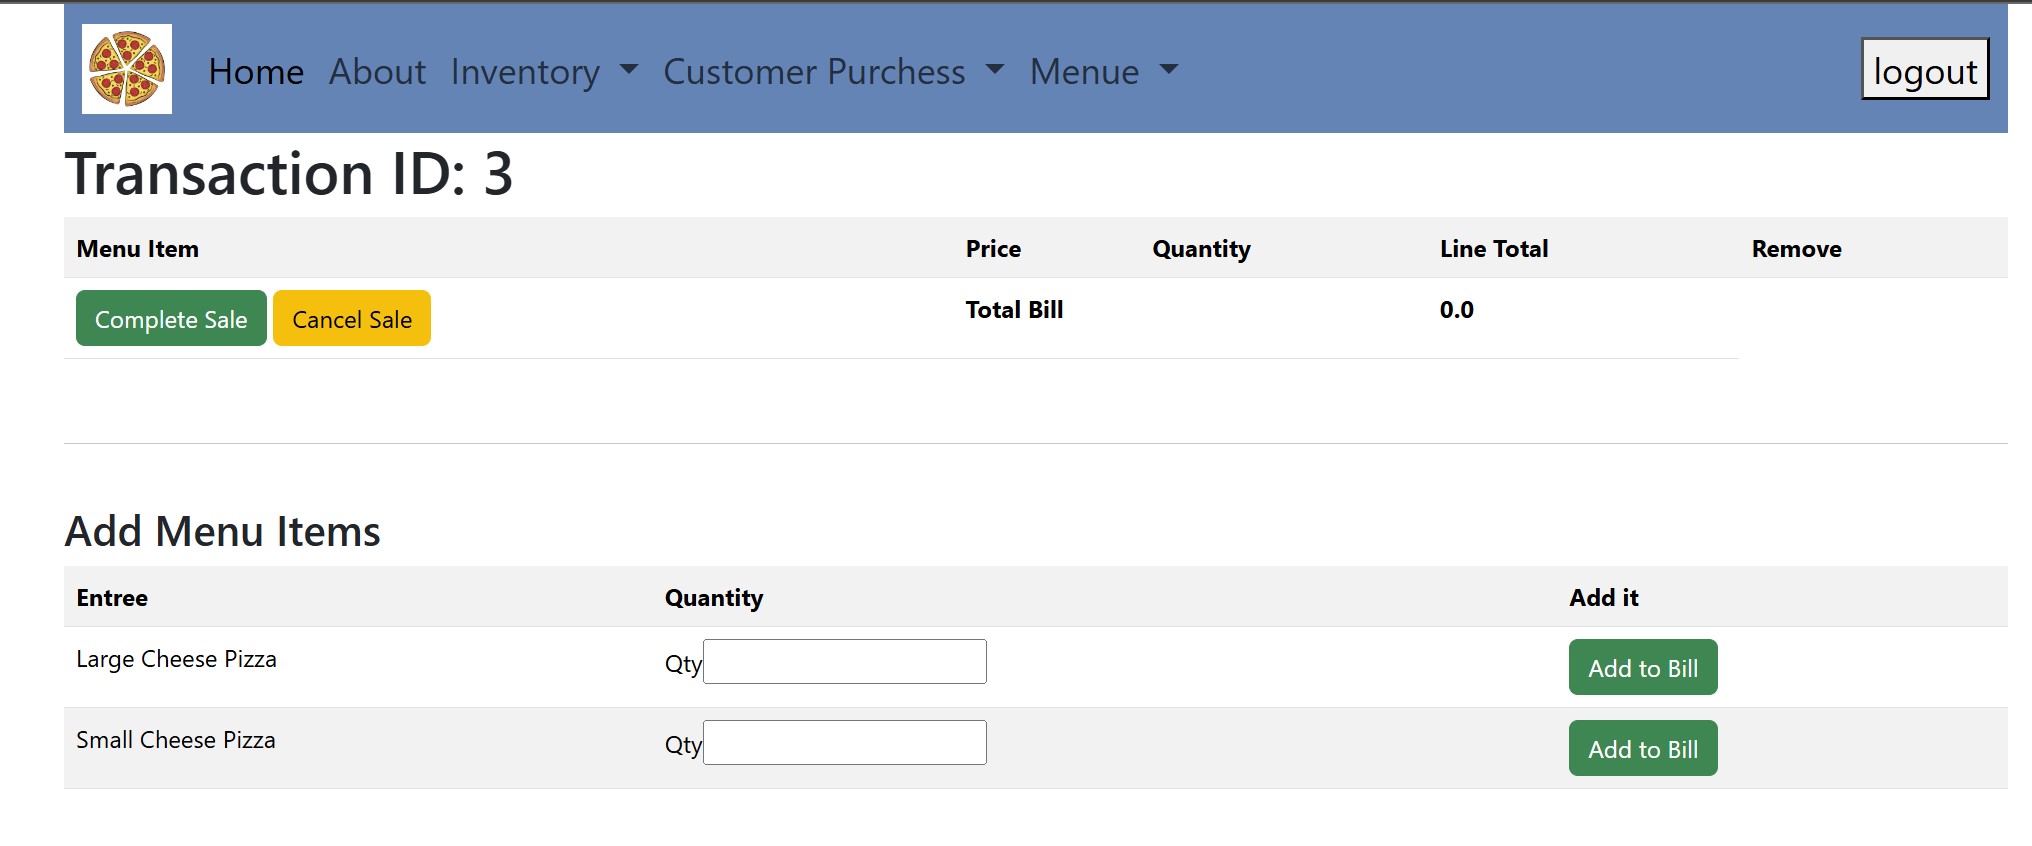 Home About Inventory Customer Purchess Menue logout
Transaction ID: 3
Menu Item Price Quantity Line Total Remove
Complete Sale Cancel Sale Total Bill 0.0
Add Menu Items
Entree Quantity Add it
Large Cheese Pizza Qty Add to Bill
Small Cheese Pizza Qty Add to Bill